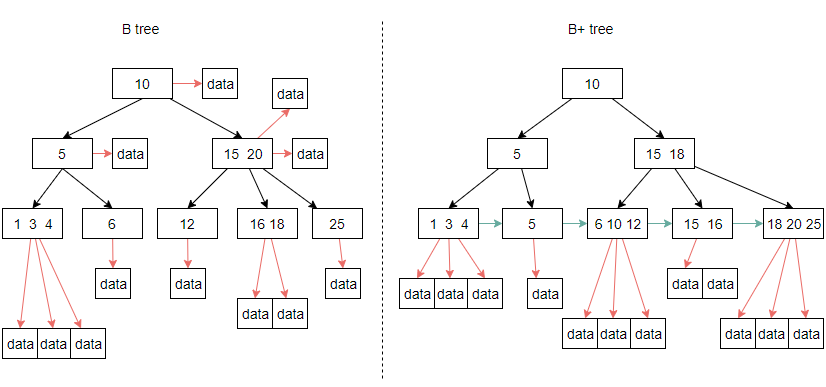 B tree
10
data
data
5
data
15 20
data
1 3 4
6
12
16 18
25
data
data
data
data data
data data data
B+ tree
10
5
15 18
1 3 4
5
6 10 12
15 16
18 20 25
data data data
data
data data
data data data
data data data